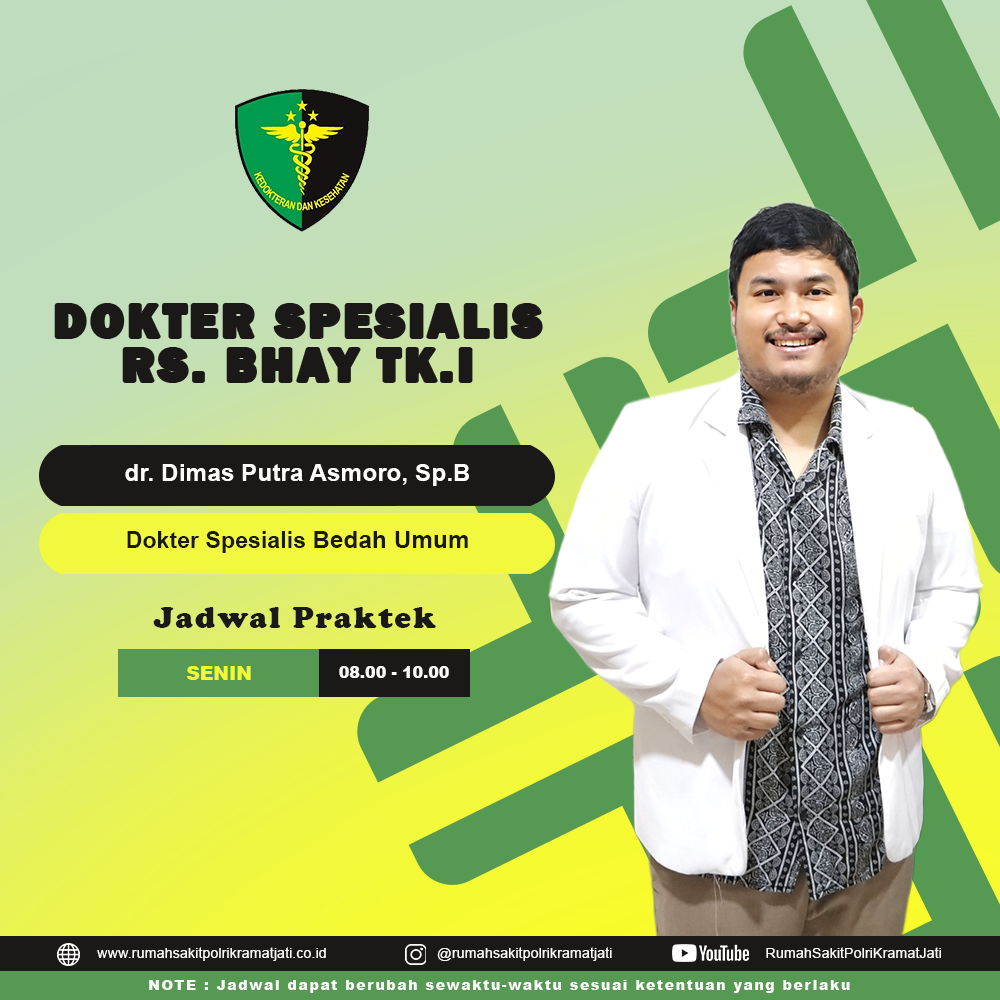 KEDOKTERAN DAN KESEHATAN
DOKTER SPESIALIS
RS. BHAY TK.I
dr. Dimas Putra Asmoro, Sp.B
Dokter Spesialis Bedah Umum
Jadwal Praktek
SENIN 08.00 - 10.00
www.rumahsakitpolrikramatjati.co.id @rumahsakitpolrikramatjati YouTube RumahSakitPolriKramatJati
NOTE : Jadwal dapat berubah sewaktu-waktu sesuai ketentuan yang berlaku